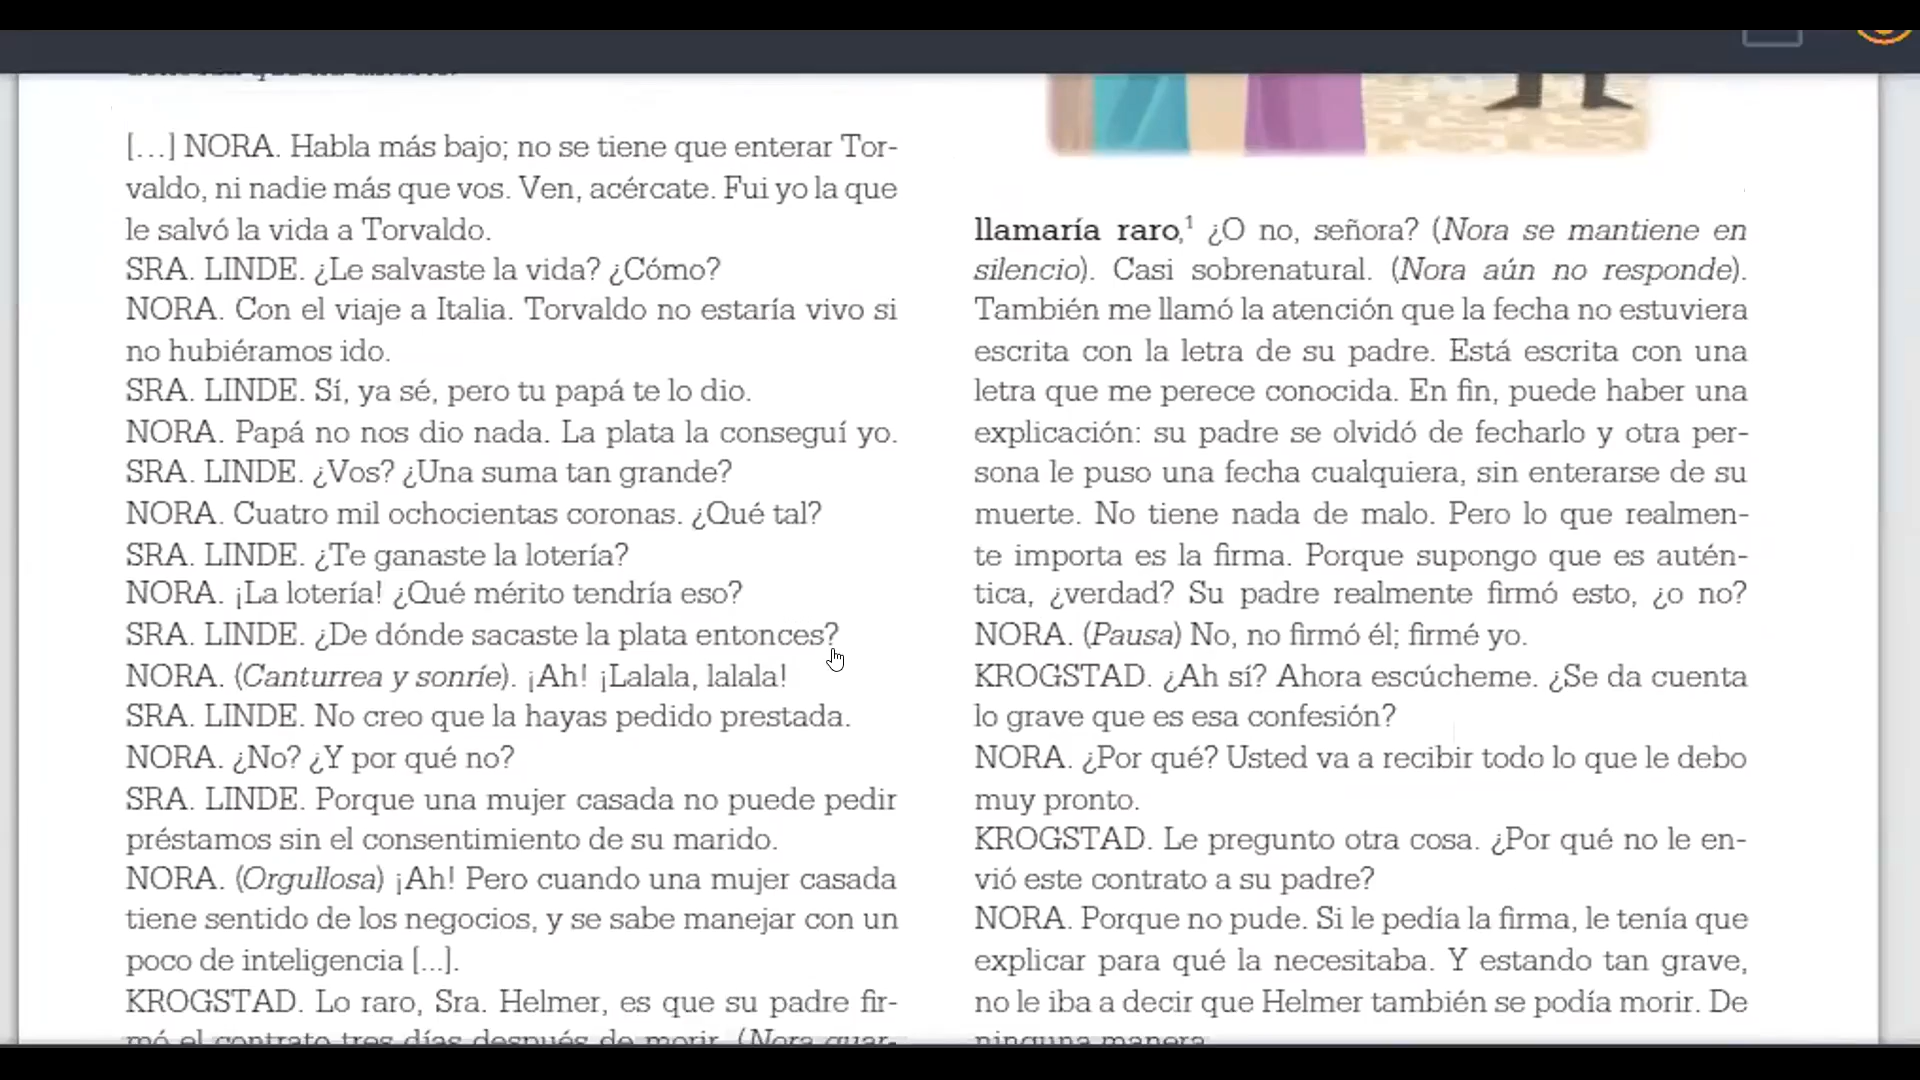 […] NORA. Habla más bajo; no se tiene que enterar Tor-
valdo, ni nadie más que vos. Ven, acércate. Fui yo la que
le salvó la vida a Torvaldo.
SRA. LINDE. ¿Le salvaste la vida? ¿Cómo?
NORA. Con el viaje a Italia. Torvaldo no estaría vivo si
no hubiéramos ido.
SRA. LINDE. Sí, ya sé, pero tu papá te lo dio.
NORA. Papá no nos dio nada. La plata la conseguí yo.
SRA. LINDE. ¿Vos? ¿Una suma tan grande?
NORA. Cuatro mil ochocientas coronas. ¿Qué tal?
SRA. LINDE. ¿Te ganaste la lotería?
NORA. ¡La lotería! ¿Qué mérito tendría eso?
SRA. LINDE. ¿De dónde sacaste la plata entonces?
NORA. (Canturrea y sonríe). ¡Ah! ¡Lalala, lalala!
SRA. LINDE. No creo que la hayas pedido prestada.
NORA. ¿No? ¿Y por qué no?
SRA. LINDE. Porque una mujer casada no puede pedir
préstamos sin el consentimiento de su marido.
NORA. (Orgullosa) ¡Ah! Pero cuando una mujer casada
tiene sentido de los negocios, y se sabe manejar con un
poco de inteligencia [...].
KROGSTAD. Lo raro, Sra. Helmer, es que su padre fir-
mó el contrato tres días después de morir. (Nora guar-
llamaría raro,¹ ¿O no, señora? (Nora se mantiene en
silencio). Casi sobrenatural. (Nora aún no responde).
También me llamó la atención que la fecha no estuviera
escrita con la letra de su padre. Está escrita con una
letra que me perece conocida. En fin, puede haber una
explicación: su padre se olvidó de fecharlo y otra per-
sona le puso una fecha cualquiera, sin enterarse de su
muerte. No tiene nada de malo. Pero lo que realmen-
te importa es la firma. Porque supongo que es autén-
tica, ¿verdad? Su padre realmente firmó esto, ¿o no?
NORA. (Pausa) No, no firmó él; firmé yo.
KROGSTAD. ¿Ah sí? Ahora escúcheme. ¿Se da cuenta
lo grave que es esa confesión?
NORA. ¿Por qué? Usted va a recibir todo lo que le debo
muy pronto.
KROGSTAD. Le pregunto otra cosa. ¿Por qué no le en-
vió este contrato a su padre?
NORA. Porque no pude. Si le pedía la firma, le tenía que
explicar para qué la necesitaba. Y estando tan grave,
no le iba a decir que Helmer también se podía morir. De
ninguna manera.